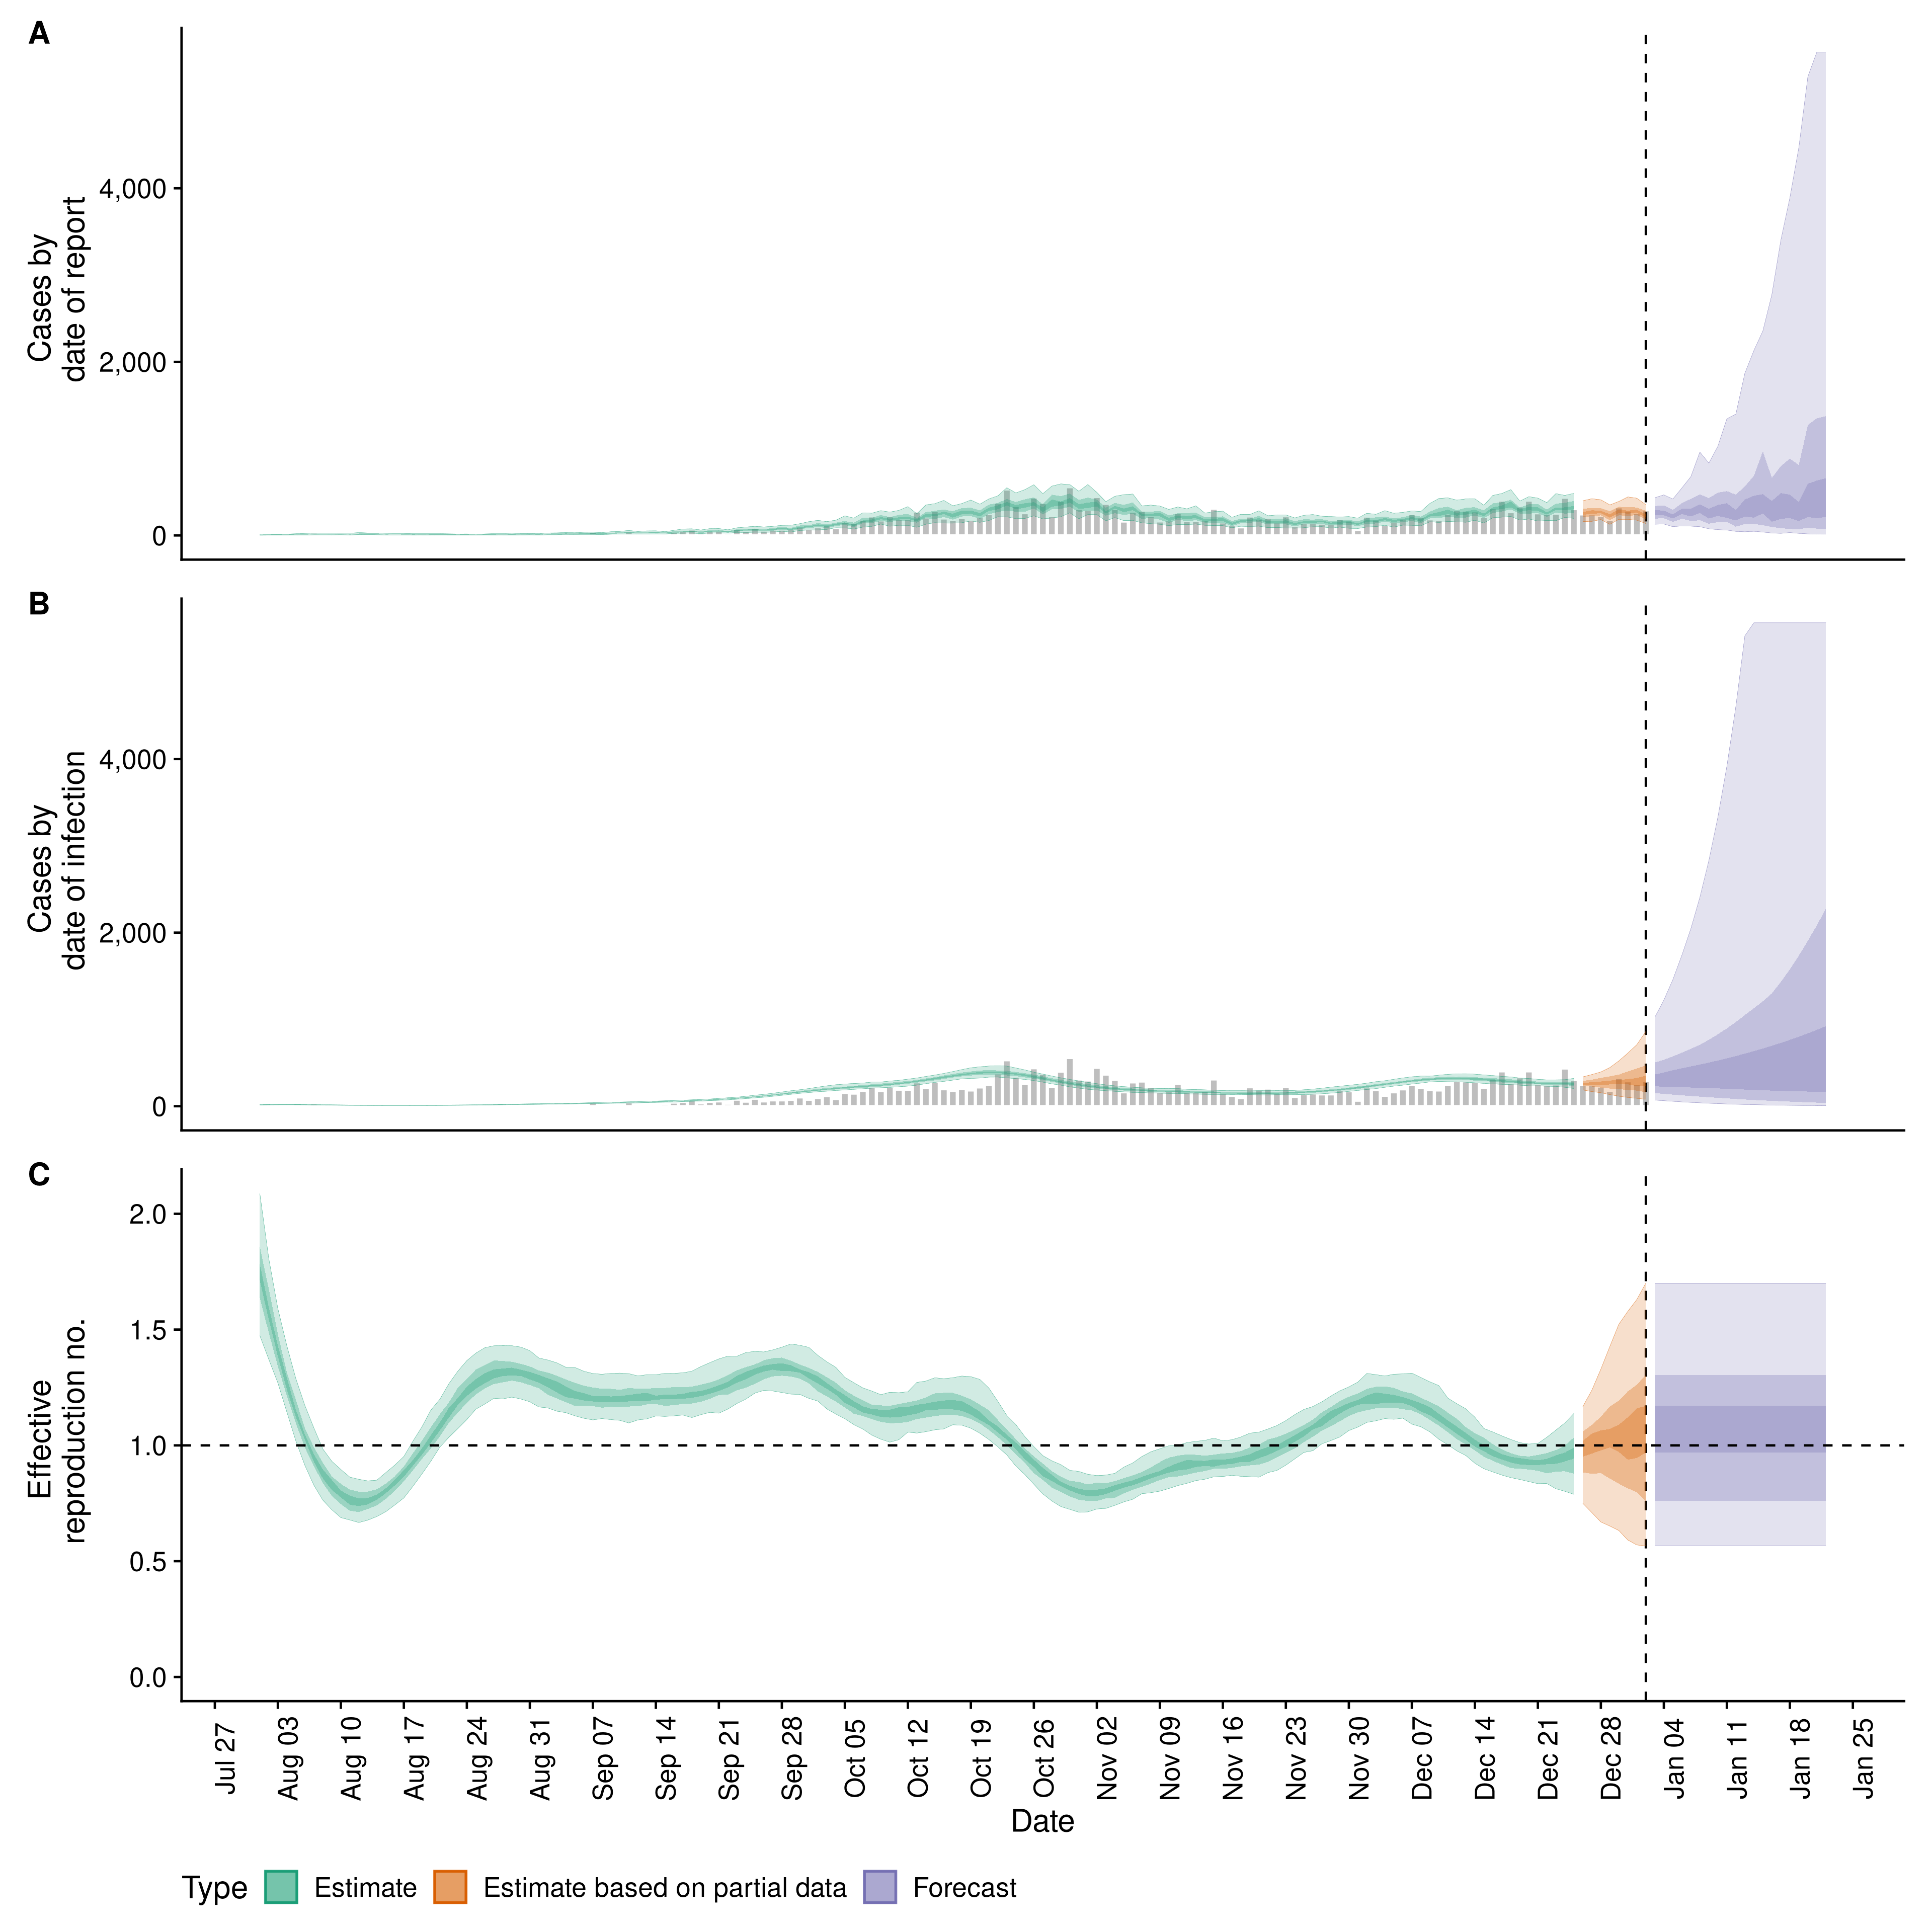 A
Cases by
date of report
4,000
2,000
0
B
Cases by
date of infection
4,000
2,000
0
C
Effective
reproduction no.
2.0
1.5
1.0
0.5
0.0
Jul 27
Aug 03
Aug 10
Aug 17
Aug 24
Aug 31
Sep 07
Sep 14
Sep 21
Sep 28
Oct 05
Oct 12
Oct 19
Oct 26
Nov 02
Nov 09
Nov 16
Nov 23
Nov 30
Dec 07
Dec 14
Dec 21
Dec 28
Jan 04
Jan 11
Jan 18
Jan 25
Date
Type Estimate Estimate based on partial data Forecast